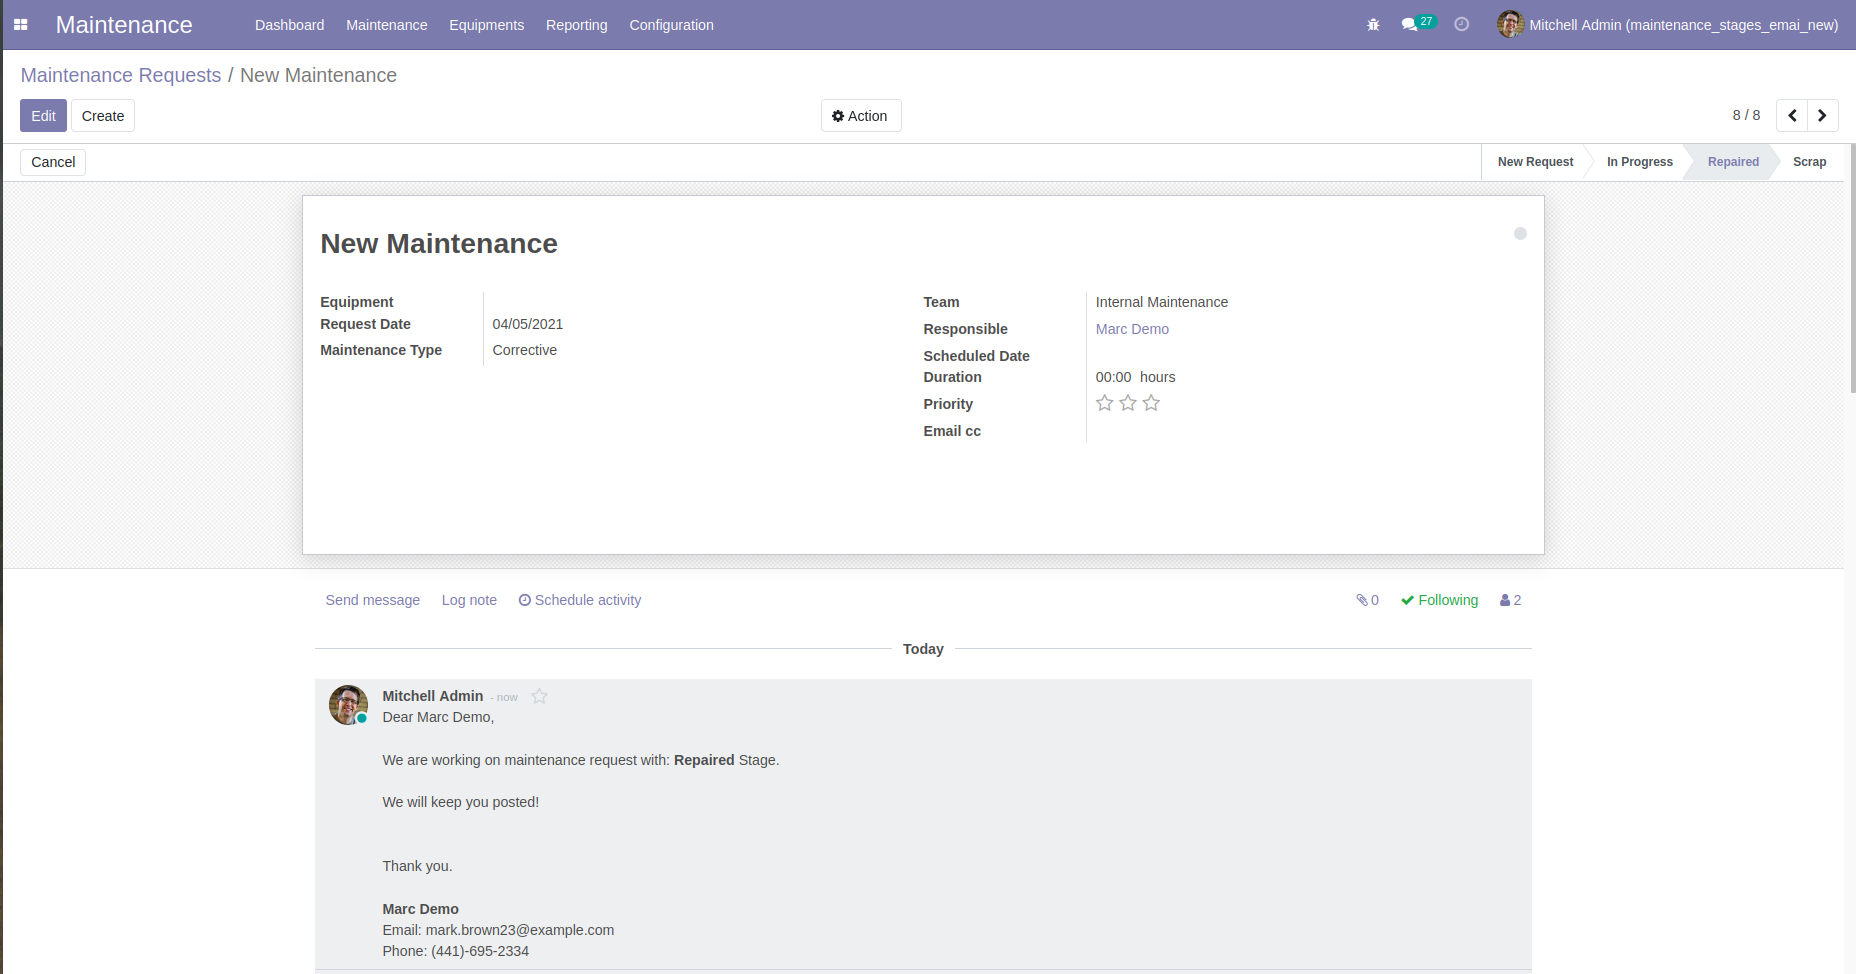 Maintenance Dashboard Maintenance Equipments Reporting Configuration 27 Mitchell Admin (maintenance_stages_emai_new)
Maintenance Requests / New Maintenance
Edit Create Action 8 / 8
Cancel New Request In Progress Repaired Scrap
New Maintenance
Equipment
Request Date 04/05/2021
Maintenance Type Corrective
Team Internal Maintenance
Responsible Marc Demo
Scheduled Date
Duration 00:00 hours
Priority
Email cc
Send message Log note Schedule activity 0 Following 2
Today
Mitchell Admin - now
Dear Marc Demo,
We are working on maintenance request with: Repaired Stage.
We will keep you posted!
Thank you.
Marc Demo
Email: mark.brown23@example.com
Phone: (441)-695-2334